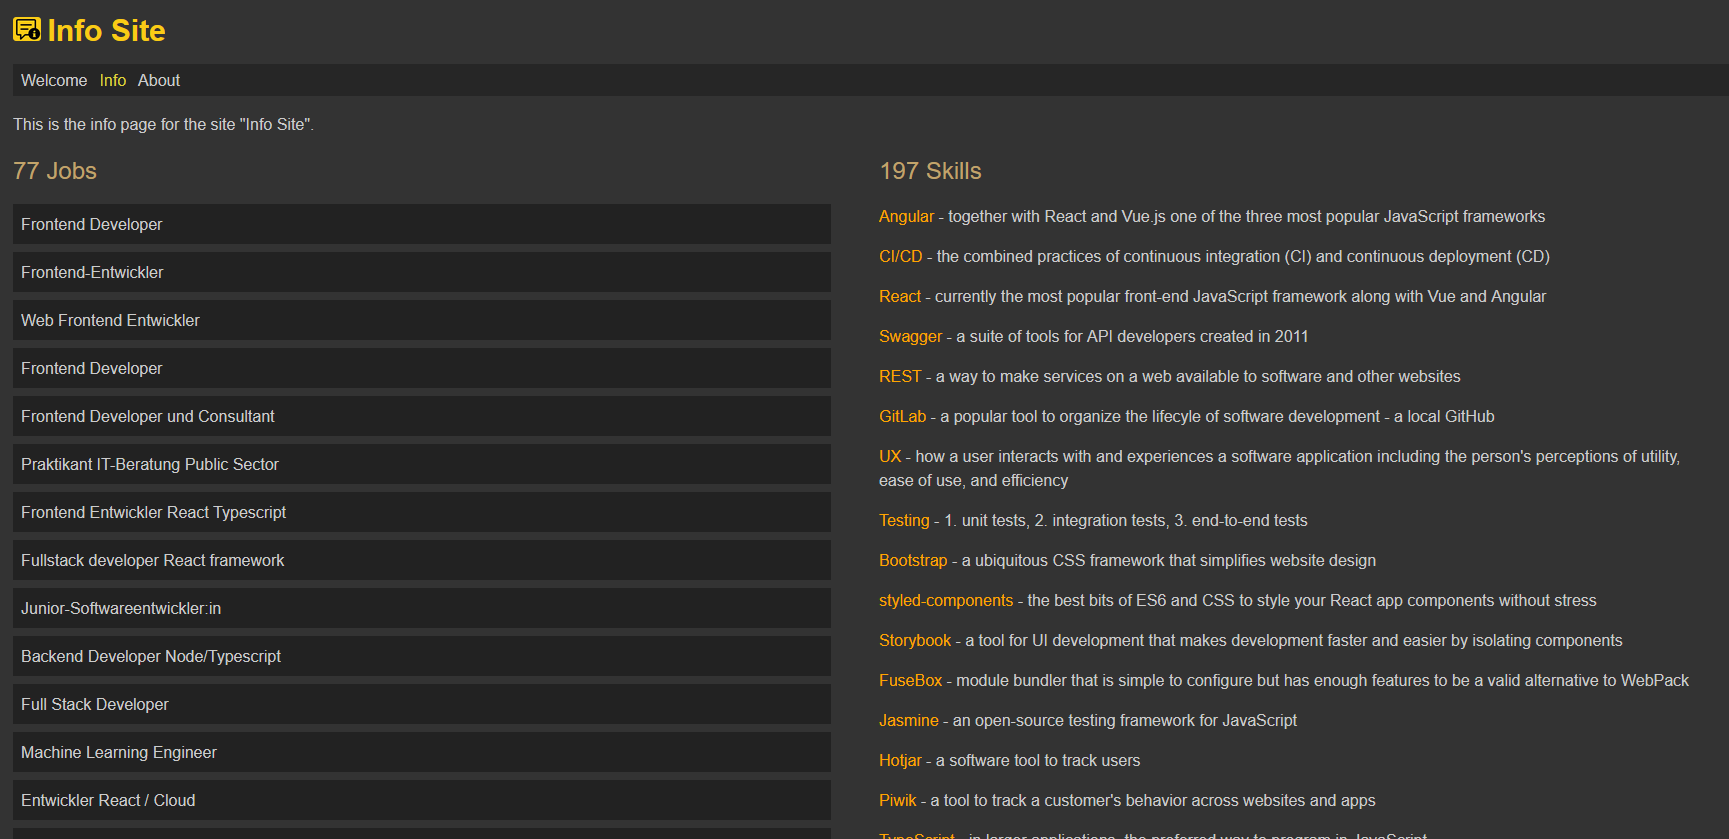 Info Site
Welcome Info About
This is the info page for the site "Info Site".
77 Jobs
Frontend Developer
Frontend-Entwickler
Web Frontend Entwickler
Frontend Developer
Frontend Developer und Consultant
Praktikant IT-Beratung Public Sector
Frontend Entwickler React Typescript
Fullstack developer React framework
Junior-Softwareentwickler:in
Backend Developer Node/Typescript
Full Stack Developer
Machine Learning Engineer
Entwickler React / Cloud
197 Skills
Angular - together with React and Vue.js one of the three most popular JavaScript frameworks
CI/CD - the combined practices of continuous integration (CI) and continuous deployment (CD)
React - currently the most popular front-end JavaScript framework along with Vue and Angular
Swagger - a suite of tools for API developers created in 2011
REST - a way to make services on a web available to software and other websites
GitLab - a popular tool to organize the lifecyle of software development - a local GitHub
UX - how a user interacts with and experiences a software application including the person's perceptions of utility,
ease of use, and efficiency
Testing - 1. unit tests, 2. integration tests, 3. end-to-end tests
Bootstrap - a ubiquitous CSS framework that simplifies website design
styled-components - the best bits of ES6 and CSS to style your React app components without stress
Storybook - a tool for UI development that makes development faster and easier by isolating components
FuseBox - module bundler that is simple to configure but has enough features to be a valid alternative to WebPack
Jasmine - an open-source testing framework for JavaScript
Hotjar - a software tool to track users
Piwik - a tool to track a customer's behavior across websites and apps
TypeScript - in larger applications, the preferred way to program in JavaScript